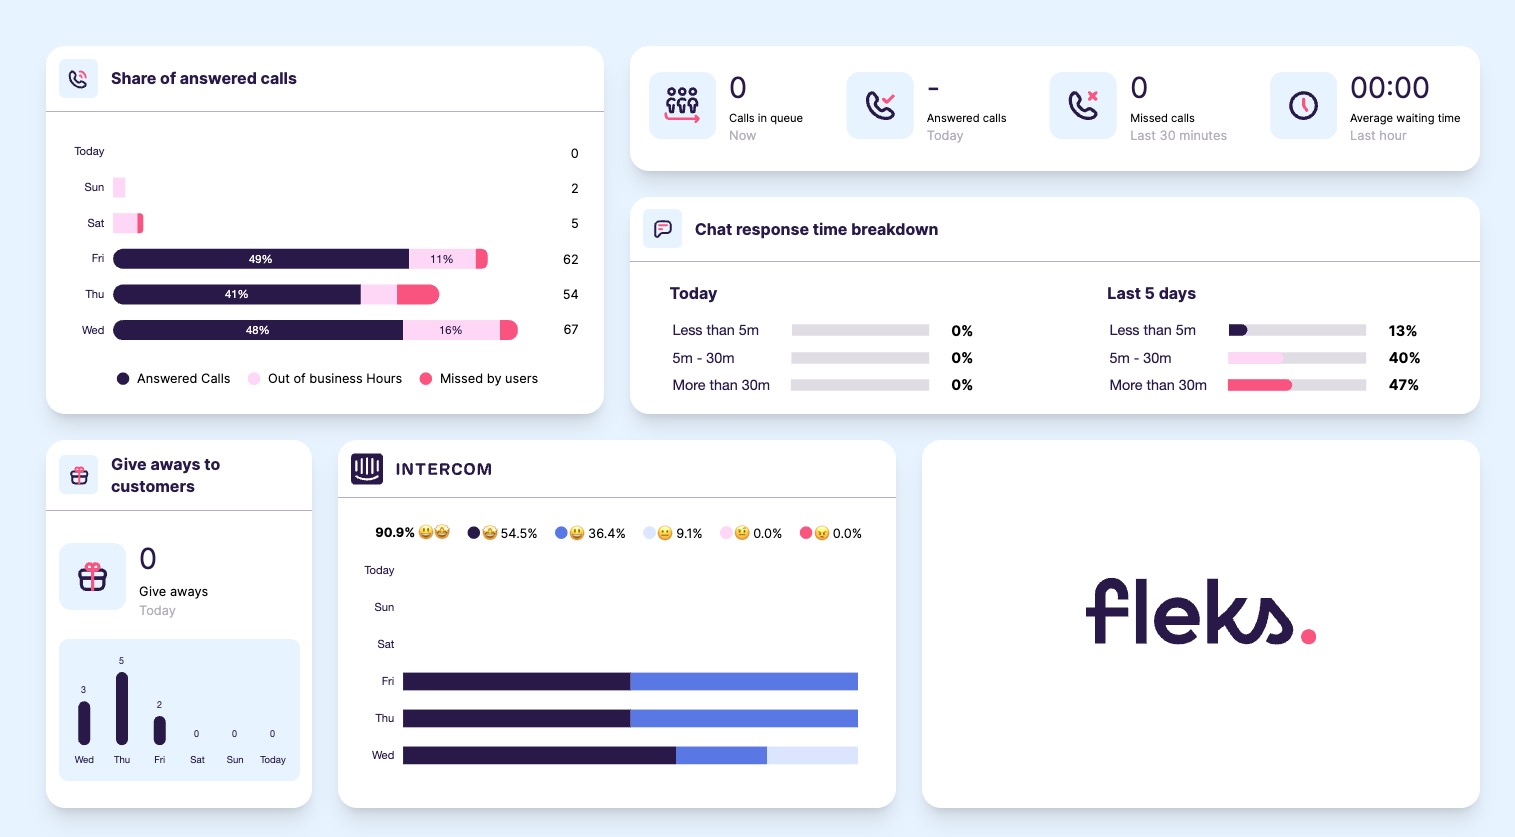 Share of answered calls
Today 0
Sun 2
Sat 5
Fri 49% 11% 62
Thu 41% 54
Wed 48% 16% 67
Answered Calls Out of business Hours Missed by users
0
Calls in queue
Now
-
Answered calls
Today
0
Missed calls
Last 30 minutes
00:00
Average waiting time
Last hour
Chat response time breakdown
Today
Less than 5m 0%
5m - 30m 0%
More than 30m 0%
Last 5 days
Less than 5m 13%
5m - 30m 40%
More than 30m 47%
Give aways to
customers
0
Give aways
Today
3 5 2 0 0 0
Wed Thu Fri Sat Sun Today
INTERCOM
90.9% 😃🤩 🤩 54.5% 😃 36.4% 😐 9.1% 🤨 0.0% 😠 0.0%
Today
Sun
Sat
Fri
Thu
Wed
fleks.